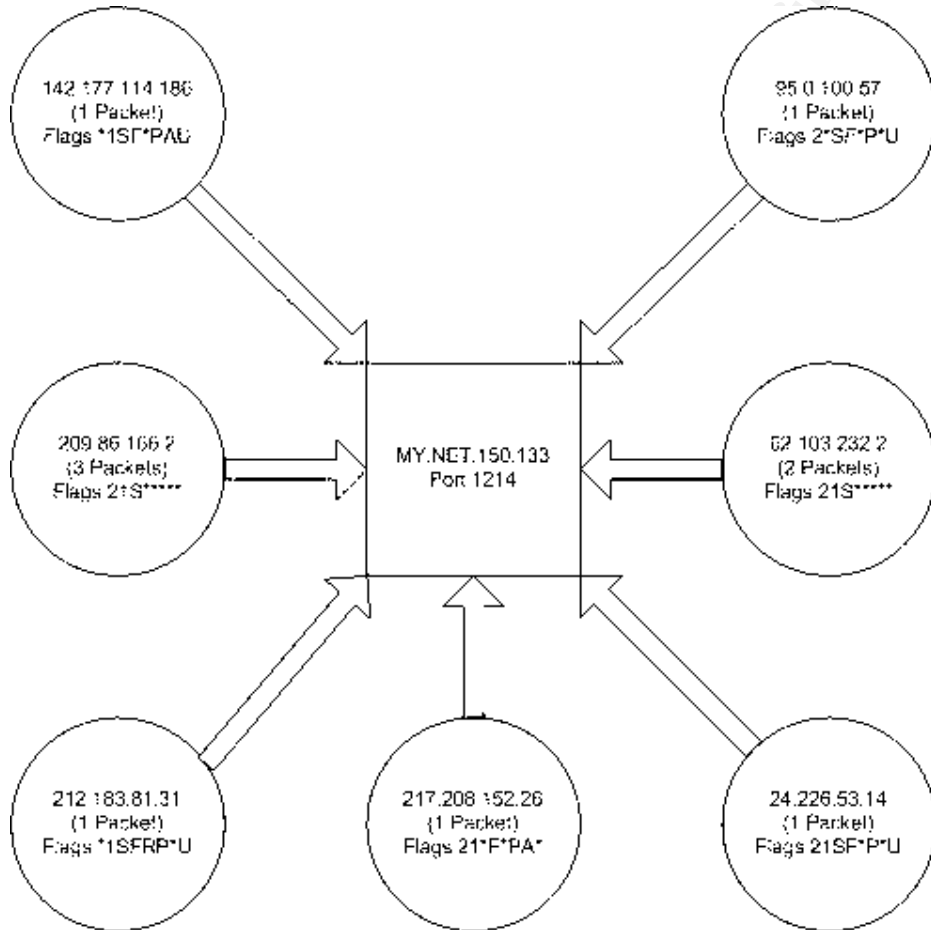 142.177.114.186
(1 Packet)
Flags *1SF*PAU
95.0.100.57
(1 Packet)
Flags 2*SF*P*U
209.86.166.2
(3 Packets)
Flags 21S*****
MY.NET.150.133
Port 1214
62.103.232.2
(2 Packets)
Flags 21S*****
212.183.81.31
(1 Packet)
Flags *1SFRP*U
217.208.152.26
(1 Packet)
Flags 21*F*PA*
24.226.53.14
(1 Packet)
Flags 21SF*P*U